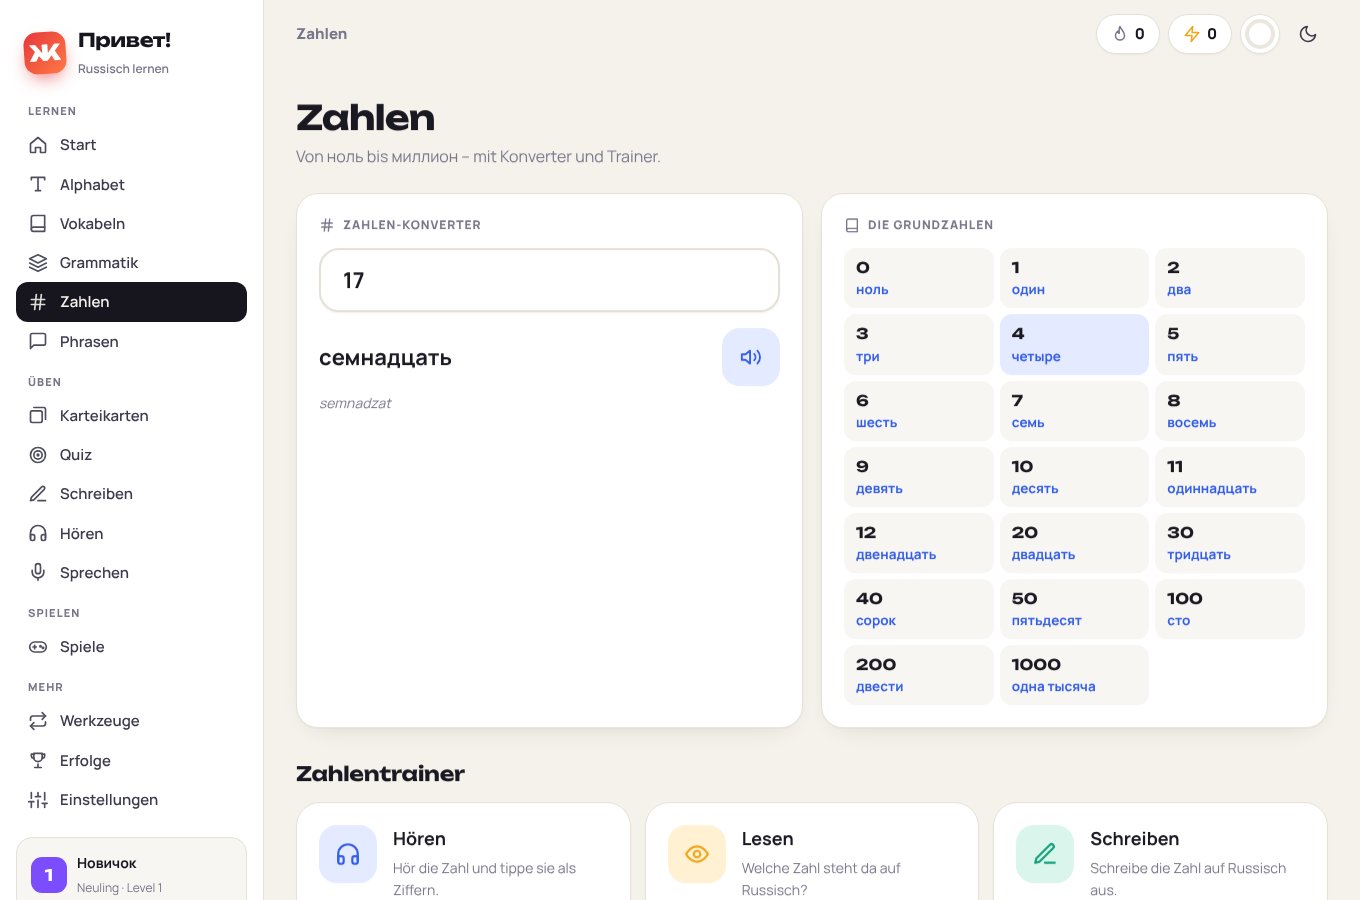 ЖК
Привет!
Russisch lernen
LERNEN
Start
Alphabet
Vokabeln
Grammatik
Zahlen
Phrasen
ÜBEN
Karteikarten
Quiz
Schreiben
Hören
Sprechen
SPIELEN
Spiele
MEHR
Werkzeuge
Erfolge
Einstellungen
1
Новичок
Neuling · Level 1
Zahlen
0
0
Zahlen
Von ноль bis миллион – mit Konverter und Trainer.
ZAHLEN-KONVERTER
17
семнадцать
semnadzat
DIE GRUNDZAHLEN
0
ноль
1
один
2
два
3
три
4
четыре
5
пять
6
шесть
7
семь
8
восемь
9
девять
10
десять
11
одиннадцать
12
двенадцать
20
двадцать
30
тридцать
40
сорок
50
пятьдесят
100
сто
200
двести
1000
одна тысяча
Zahlentrainer
Hören
Hör die Zahl und tippe sie als
Ziffern.
Lesen
Welche Zahl steht da auf
Russisch?
Schreiben
Schreibe die Zahl auf Russisch
aus.